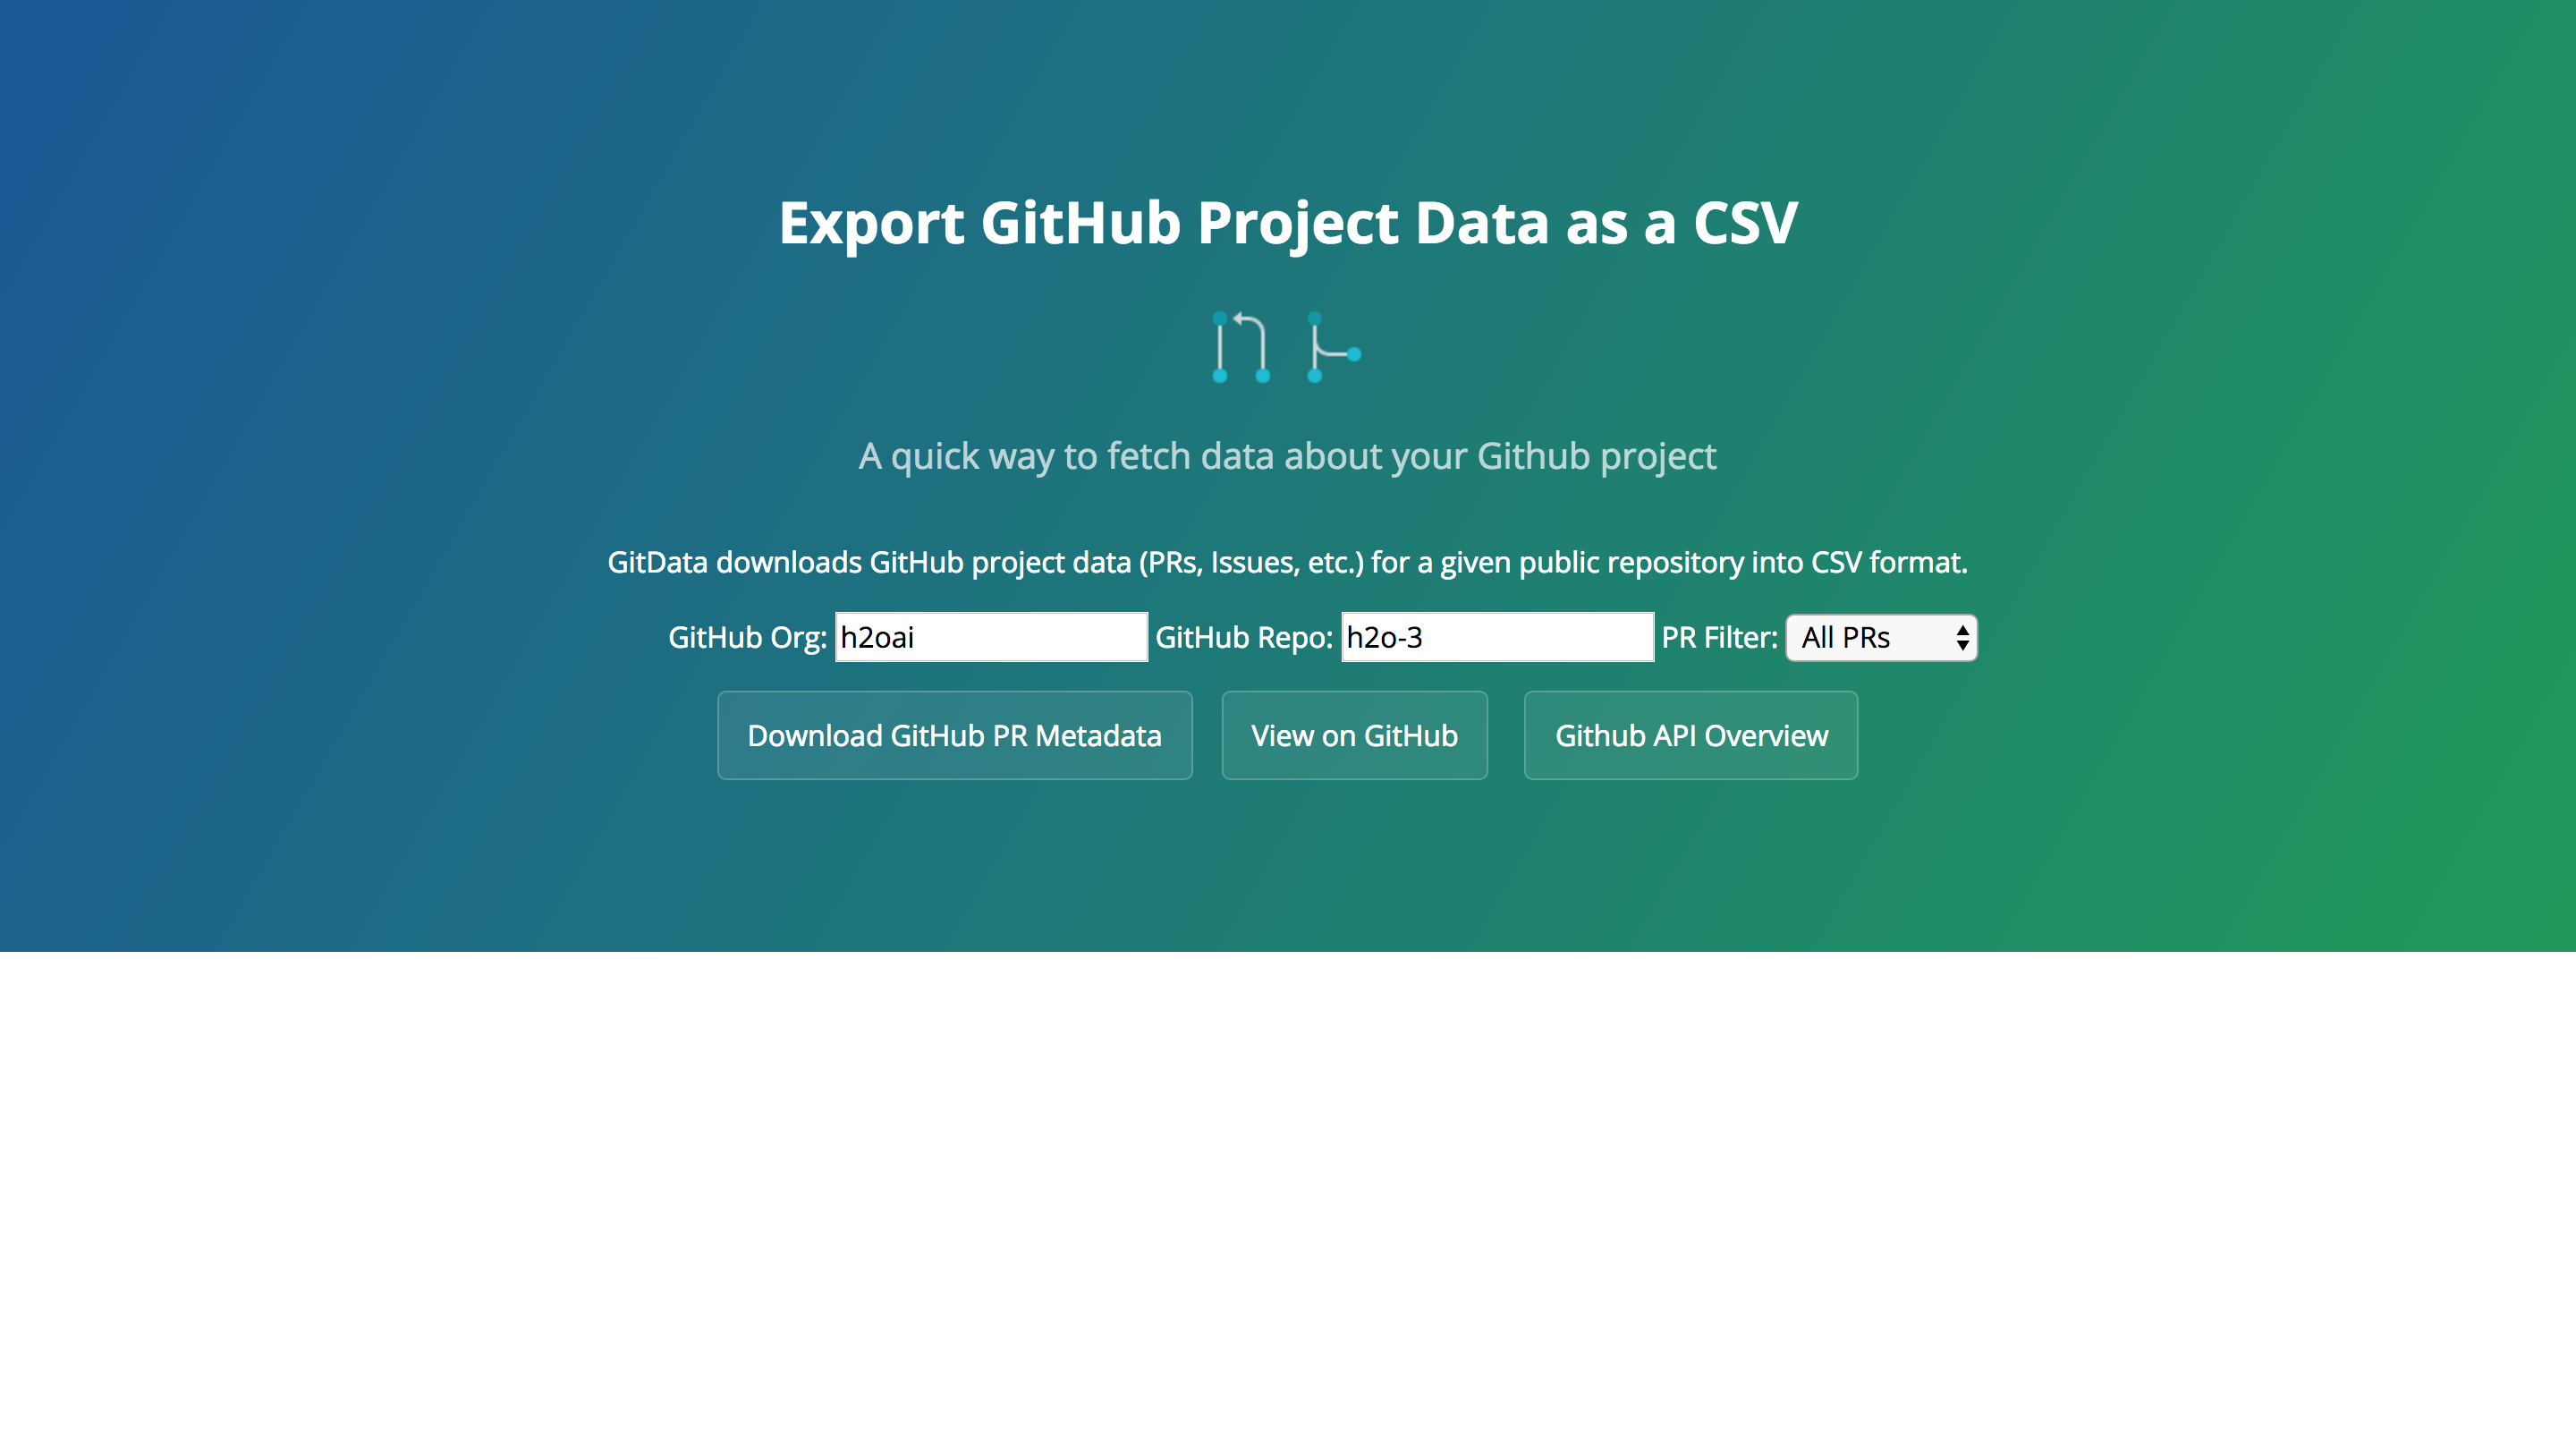 Export GitHub Project Data as a CSV
A quick way to fetch data about your Github project
GitData downloads GitHub project data (PRs, Issues, etc.) for a given public repository into CSV format.
GitHub Org: h2oai GitHub Repo: h2o-3 PR Filter: All PRs
Download GitHub PR Metadata View on GitHub Github API Overview